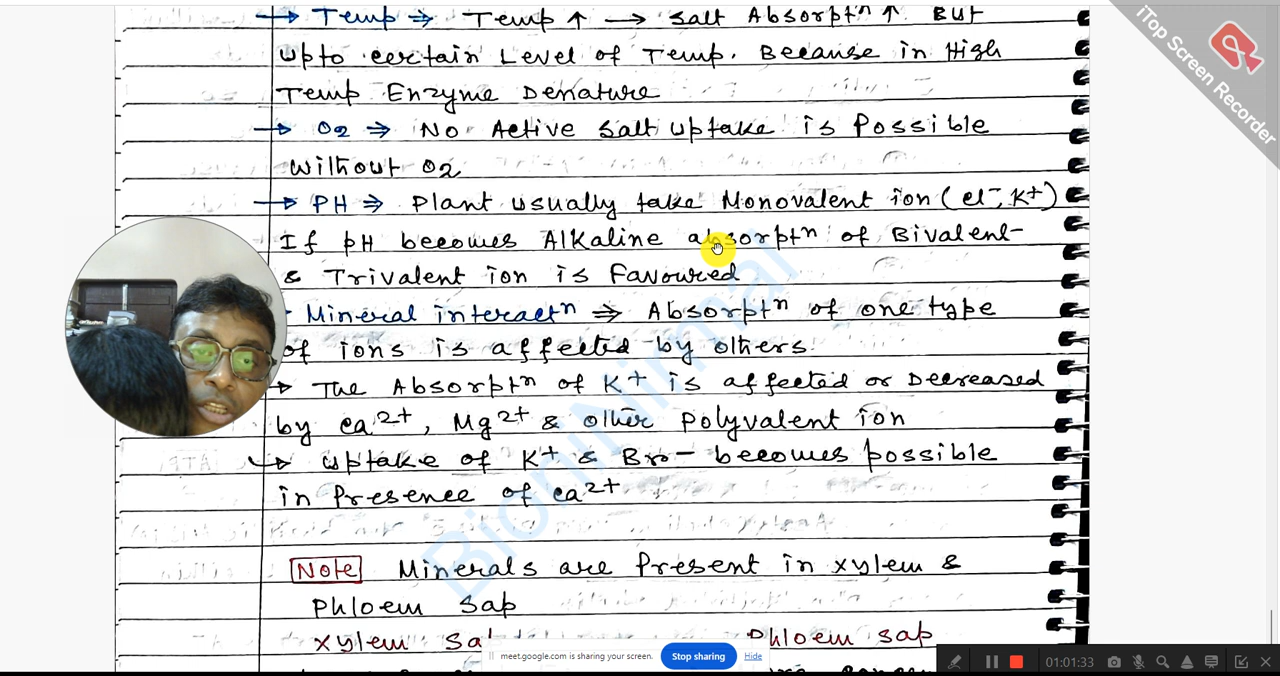 → Temp ⇒ Temp ↑ → Salt Absorptⁿ ↑. But
upto certain Level of Temp. Because in High
Temp Enzyme Denature
→ O2 ⇒ No Active Salt uptake is Possible
Without O2
→ PH ⇒ Plant usually take Monovalent ion (cl⁻, K⁺)
If pH becomes Alkaline absorptⁿ of Bivalent
& Trivalent ion is Favoured
Mineral interactⁿ ⇒ Absorptⁿ of one type
of ions is affected by others.
→ The Absorptⁿ of K⁺ is affected or Decreased
by ca²⁺, Mg²⁺ & other Polyvalent ion
↳ uptake of K⁺ & Br⁻ becomes possible
in Presence of ca²⁺
Note Minerals are Present in xylem &
Phloem Sap
xylem Sa Phloem sap
iTop Screen Recorder
meet.google.com is sharing your screen. Stop sharing Hide
01:01:33